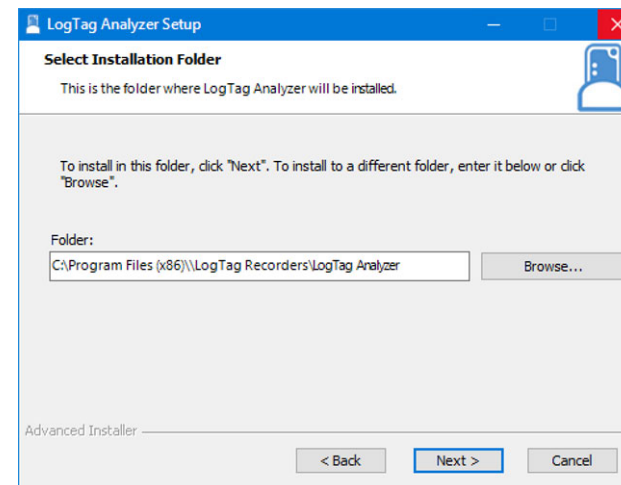 LogTag Analyzer Setup
Select Installation Folder
This is the folder where LogTag Analyzer will be installed.
To install in this folder, click "Next". To install to a different folder, enter it below or click
"Browse".
Folder:
C:\Program Files (x86)\\LogTag Recorders\LogTag Analyzer
Browse...
Advanced Installer
< Back
Next >
Cancel